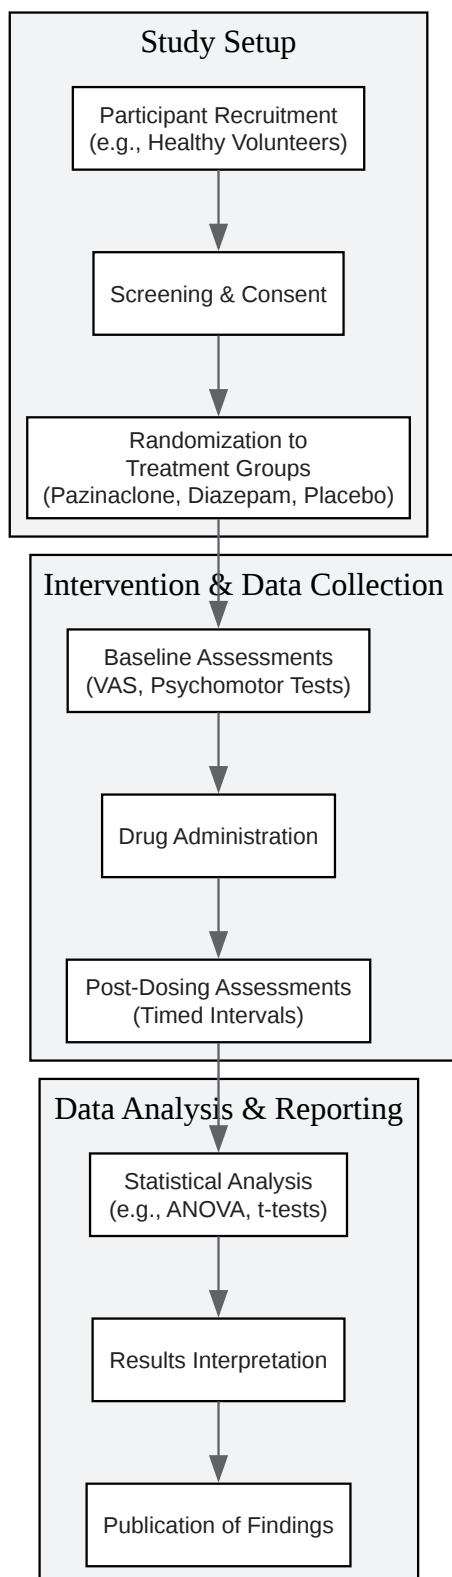 Study Setup
Participant Recruitment
(e.g., Healthy Volunteers)
Screening & Consent
Randomization to
Treatment Groups
(Pazinaclone, Diazepam, Placebo)
Intervention & Data Collection
Baseline Assessments
(VAS, Psychomotor Tests)
Drug Administration
Post-Dosing Assessments
(Timed Intervals)
Data Analysis & Reporting
Statistical Analysis
(e.g., ANOVA, t-tests)
Results Interpretation
Publication of Findings